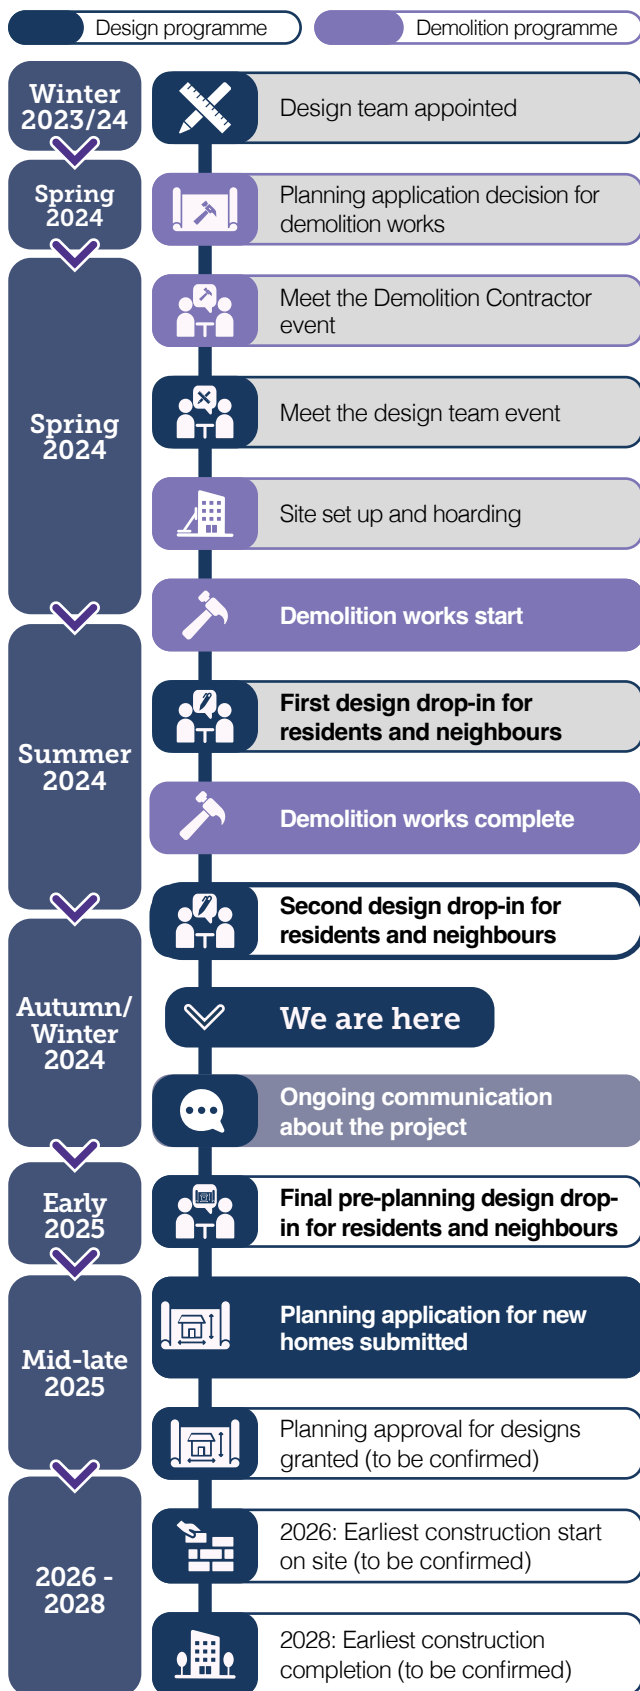 Design programme
Demolition programme
Winter
2023/24
Design team appointed
Spring
2024
Planning application decision for
demolition works
Spring
2024
Meet the Demolition Contractor
event
Meet the design team event
Site set up and hoarding
Demolition works start
Summer
2024
First design drop-in for
residents and neighbours
Demolition works complete
Autumn/
Winter
2024
Second design drop-in for
residents and neighbours
We are here
Ongoing communication
about the project
Early
2025
Final pre-planning design drop-
in for residents and neighbours
Mid-late
2025
Planning application for new
homes submitted
Planning approval for designs
granted (to be confirmed)
2026 -
2028
2026: Earliest construction start
on site (to be confirmed)
2028: Earliest construction
completion (to be confirmed)